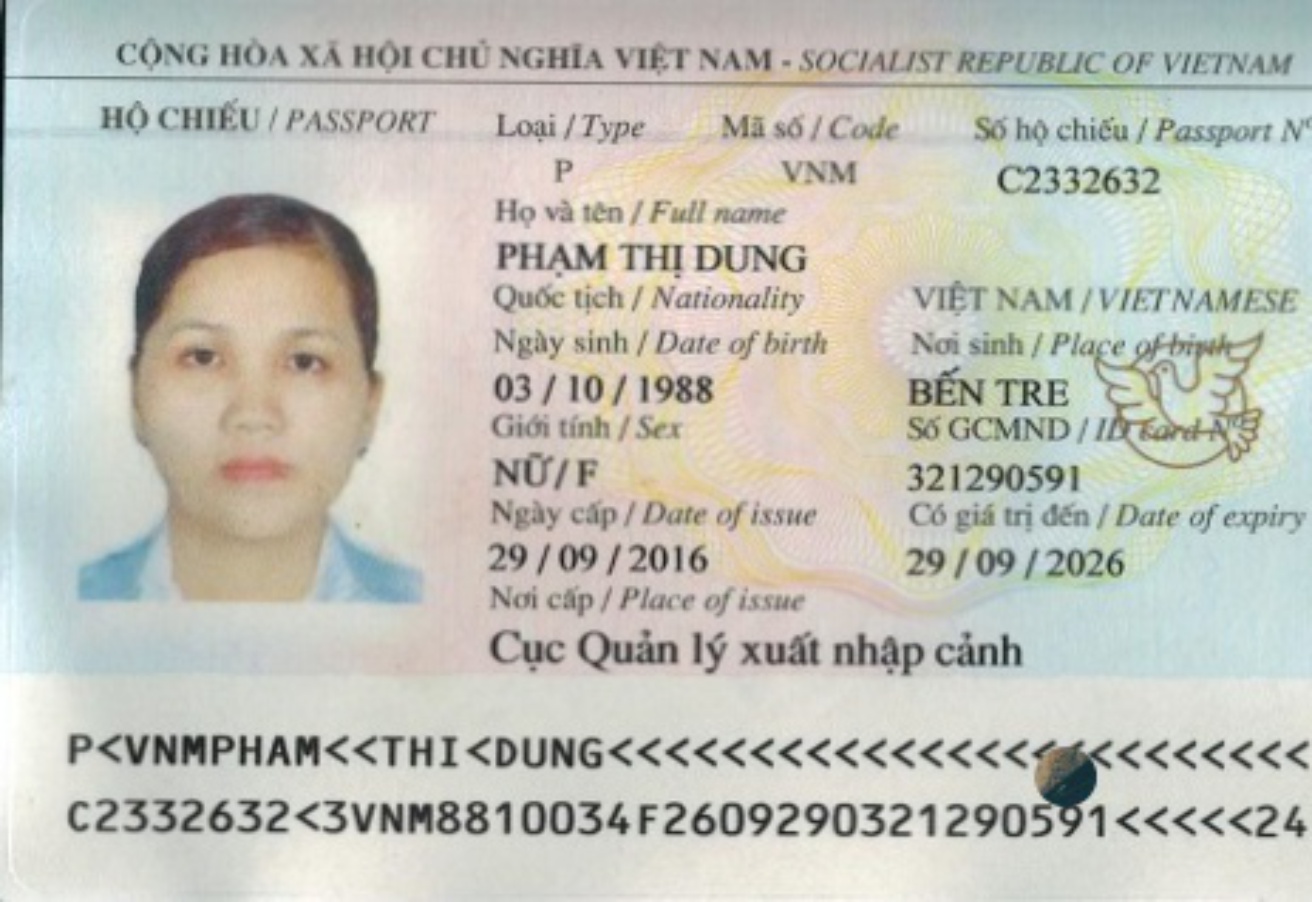 CỘNG HÒA XÃ HỘI CHỦ NGHĨA VIỆT NAM - SOCIALIST REPUBLIC OF VIETNAM
HỘ CHIẾU / PASSPORT
Loại / Type Mã số / Code Số hộ chiếu / Passport Nº
P VNM C2332632
Họ và tên / Full name
PHẠM THỊ DUNG
Quốc tịch / Nationality VIỆT NAM / VIETNAMESE
Ngày sinh / Date of birth Nơi sinh / Place of birth
03 / 10 / 1988 BẾN TRE
Giới tính / Sex Số GCMND / ID card Nº
NỮ / F 321290591
Ngày cấp / Date of issue Có giá trị đến / Date of expiry
29 / 09 / 2016 29 / 09 / 2026
Nơi cấp / Place of issue
Cục Quản lý xuất nhập cảnh
P<VNMPHAM<<THI<DUNG<<<<<<<<<<<<<<<<<<<<<<<<<
C2332632<3VNM8810034F2609290321290591<<<<<24